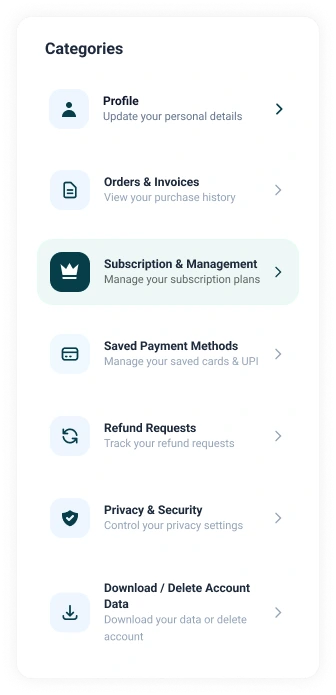 Categories
Profile
Update your personal details
Orders & Invoices
View your purchase history
Subscription & Management
Manage your subscription plans
Saved Payment Methods
Manage your saved cards & UPI
Refund Requests
Track your refund requests
Privacy & Security
Control your privacy settings
Download / Delete Account
Data
Download your data or delete
account